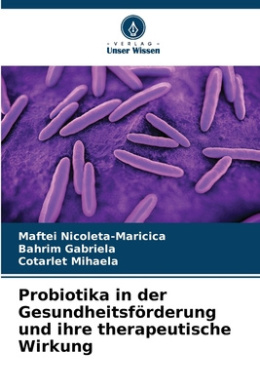 VERLAG
Unser Wissen
Maftei Nicoleta-Maricica
Bahrim Gabriela
Cotarlet Mihaela
Probiotika in der
Gesundheitsförderung
und ihre therapeutische
Wirkung